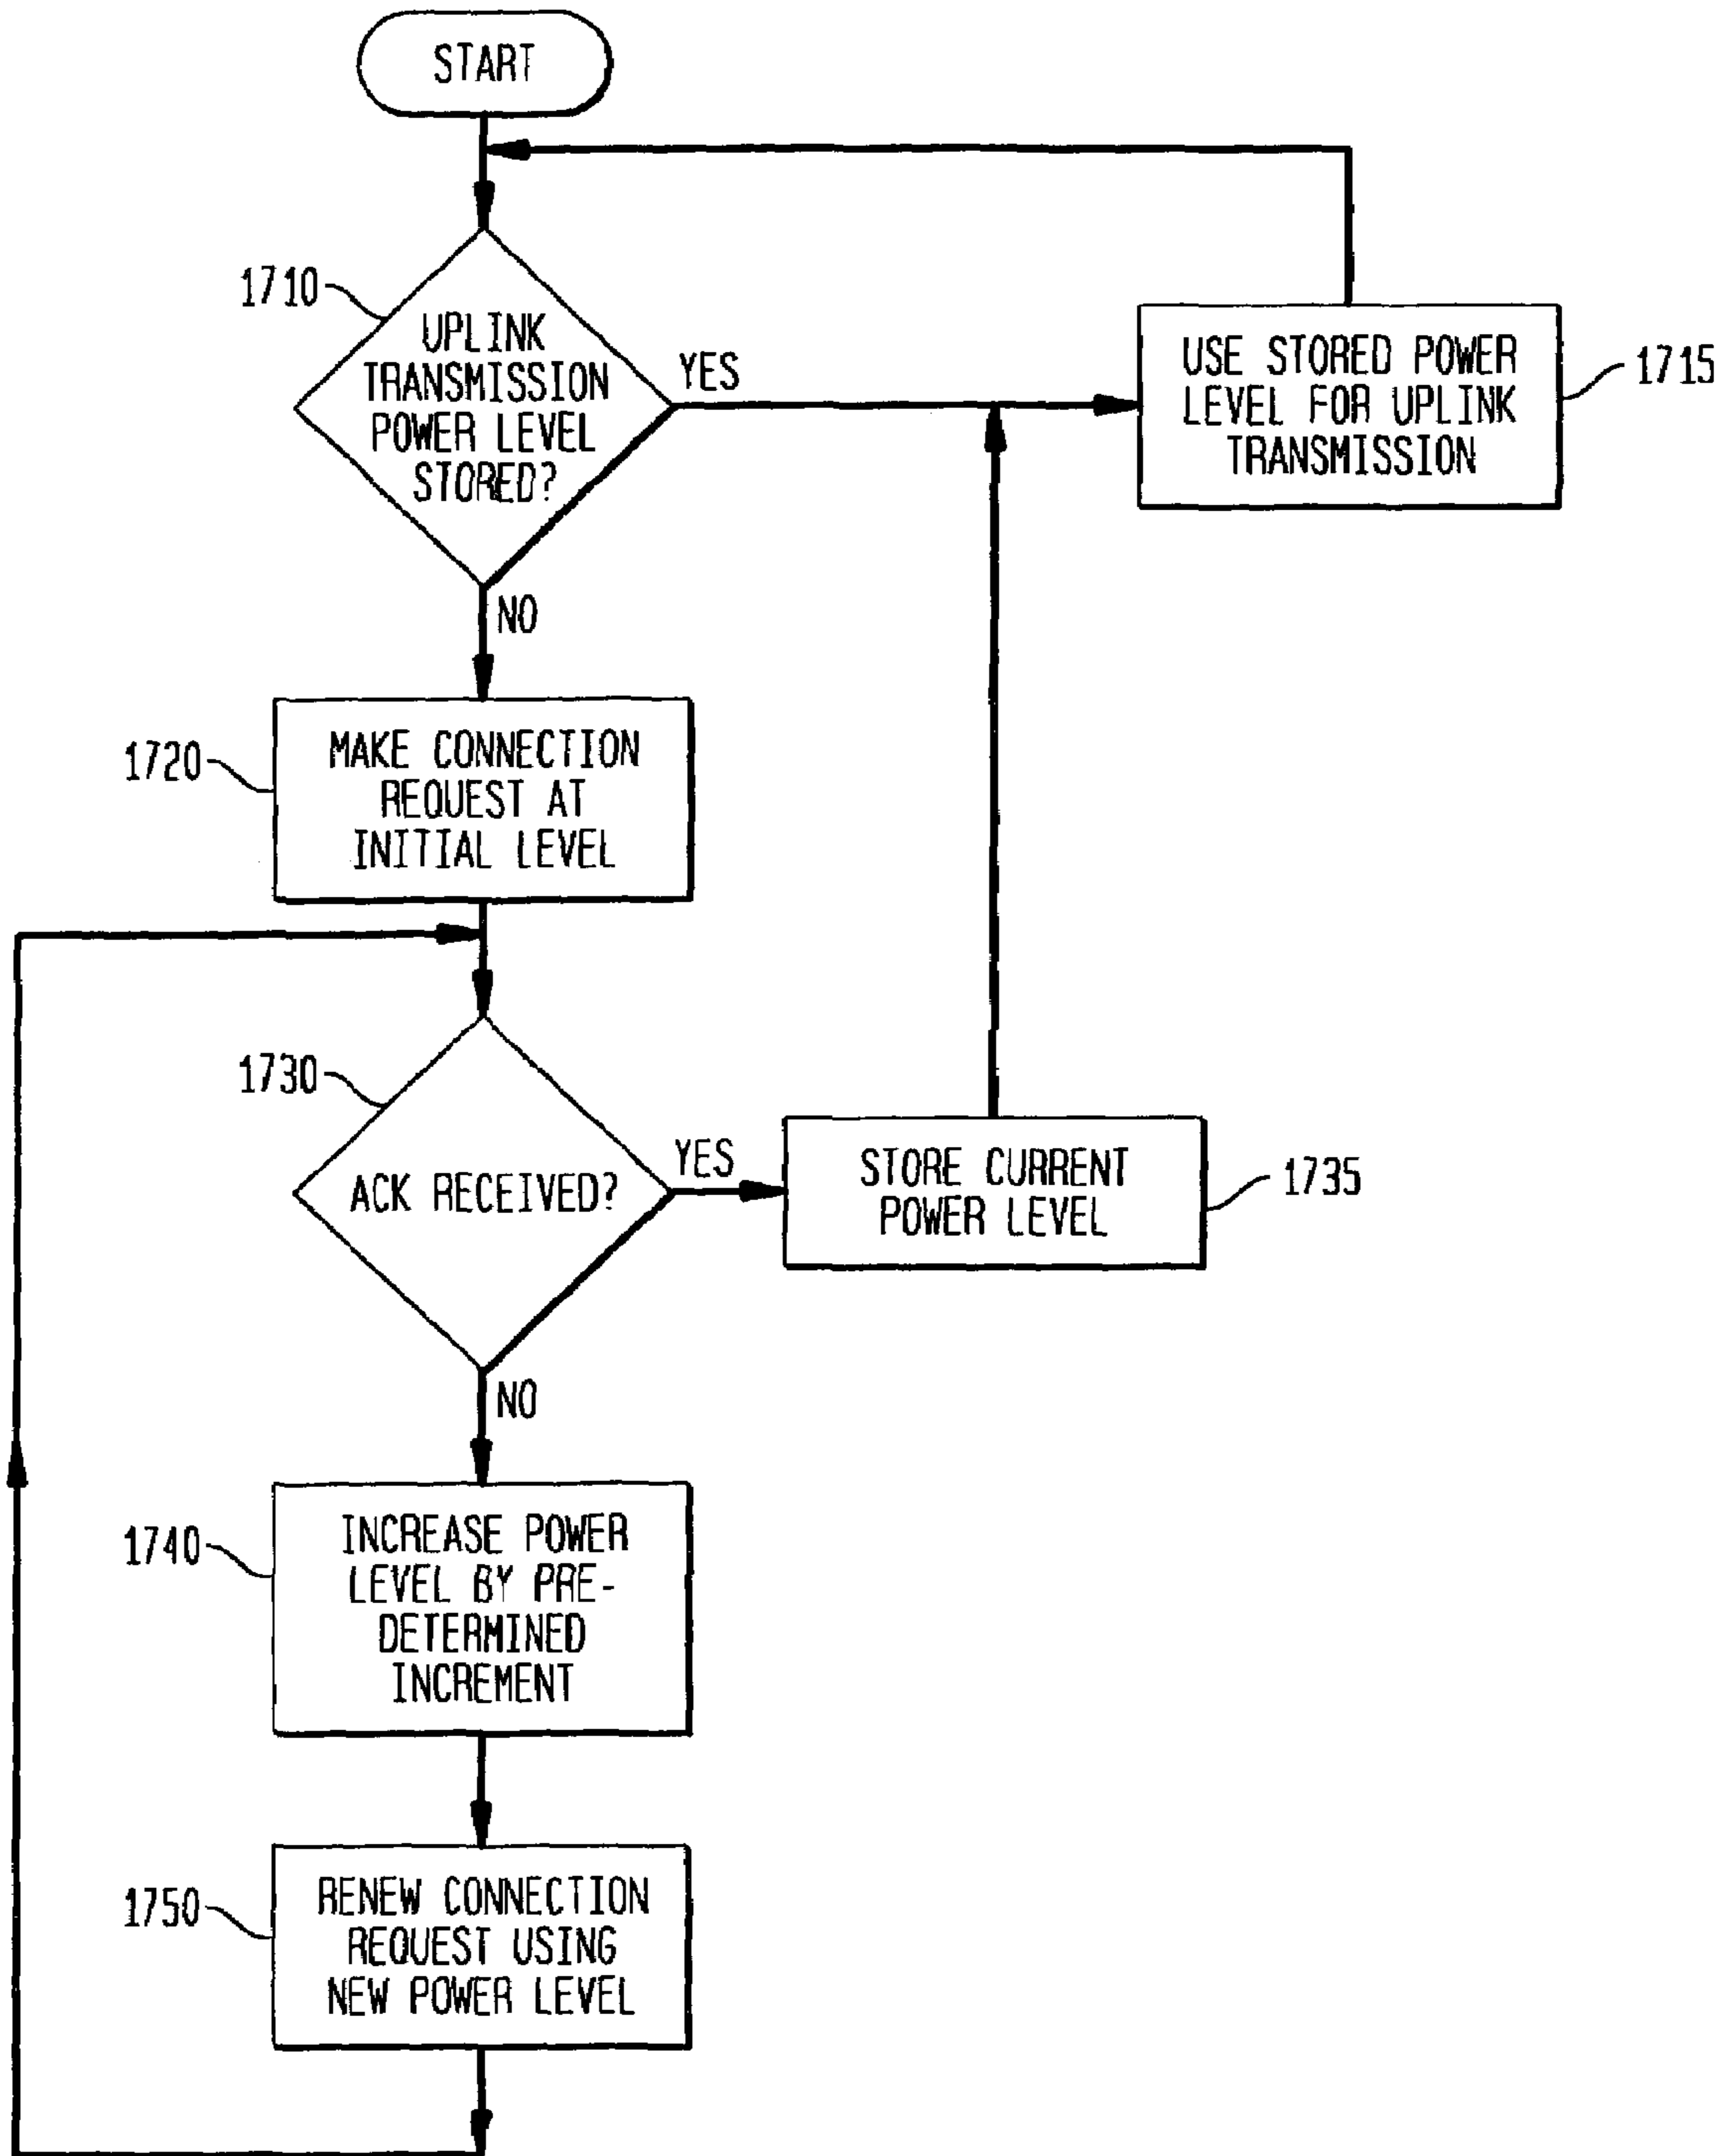 START
1710
UPLINK
TRANSMISSION
POWER LEVEL
STORED?
YES
USE STORED POWER
LEVEL FOR UPLINK
TRANSMISSION
1715
NO
1720
MAKE CONNECTION
REQUEST AT
INITIAL LEVEL
1730
ACK RECEIVED?
YES
STORE CURRENT
POWER LEVEL
1735
NO
1740
INCREASE POWER
LEVEL BY PRE-
DETERMINED
INCREMENT
1750
RENEW CONNECTION
REQUEST USING
NEW POWER LEVEL